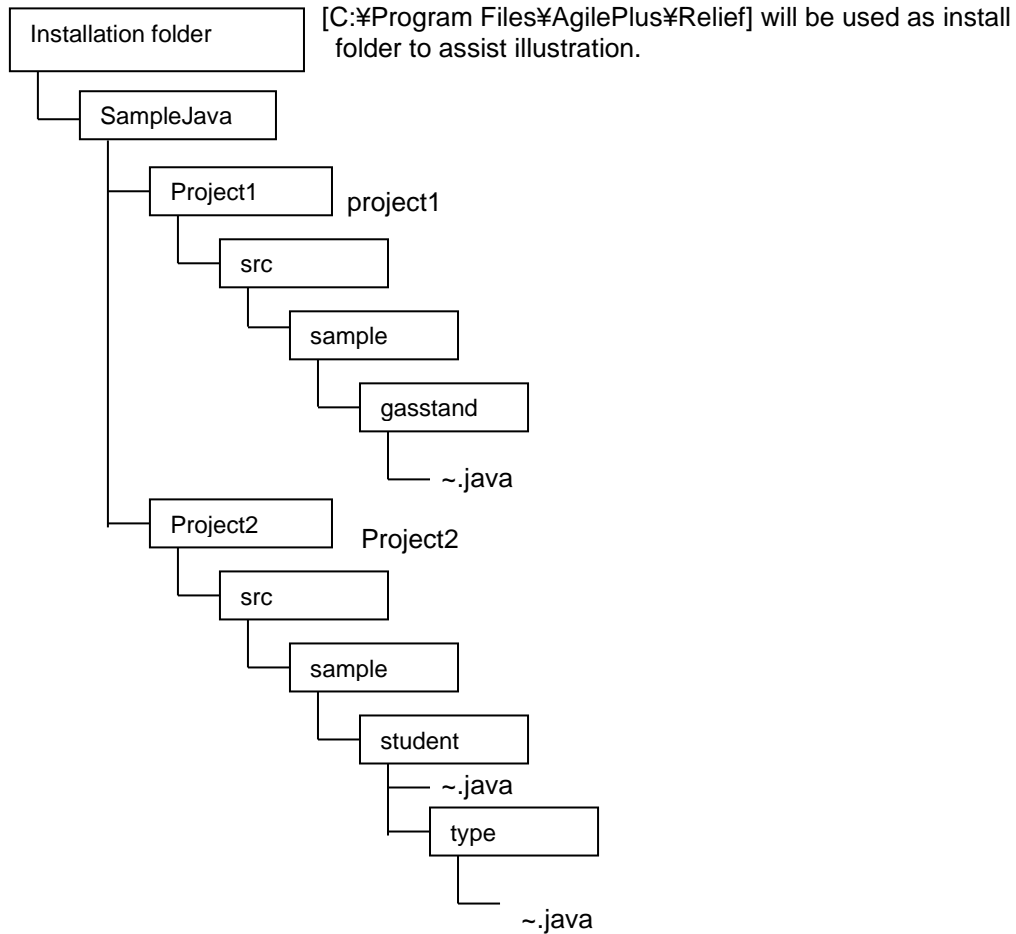 Installation folder
[C:¥Program Files¥AgilePlus¥Relief] will be used as install
folder to assist illustration.
SampleJava
Project1
project1
src
sample
gasstand
~.java
Project2
Project2
src
sample
student
~.java
type
~.java